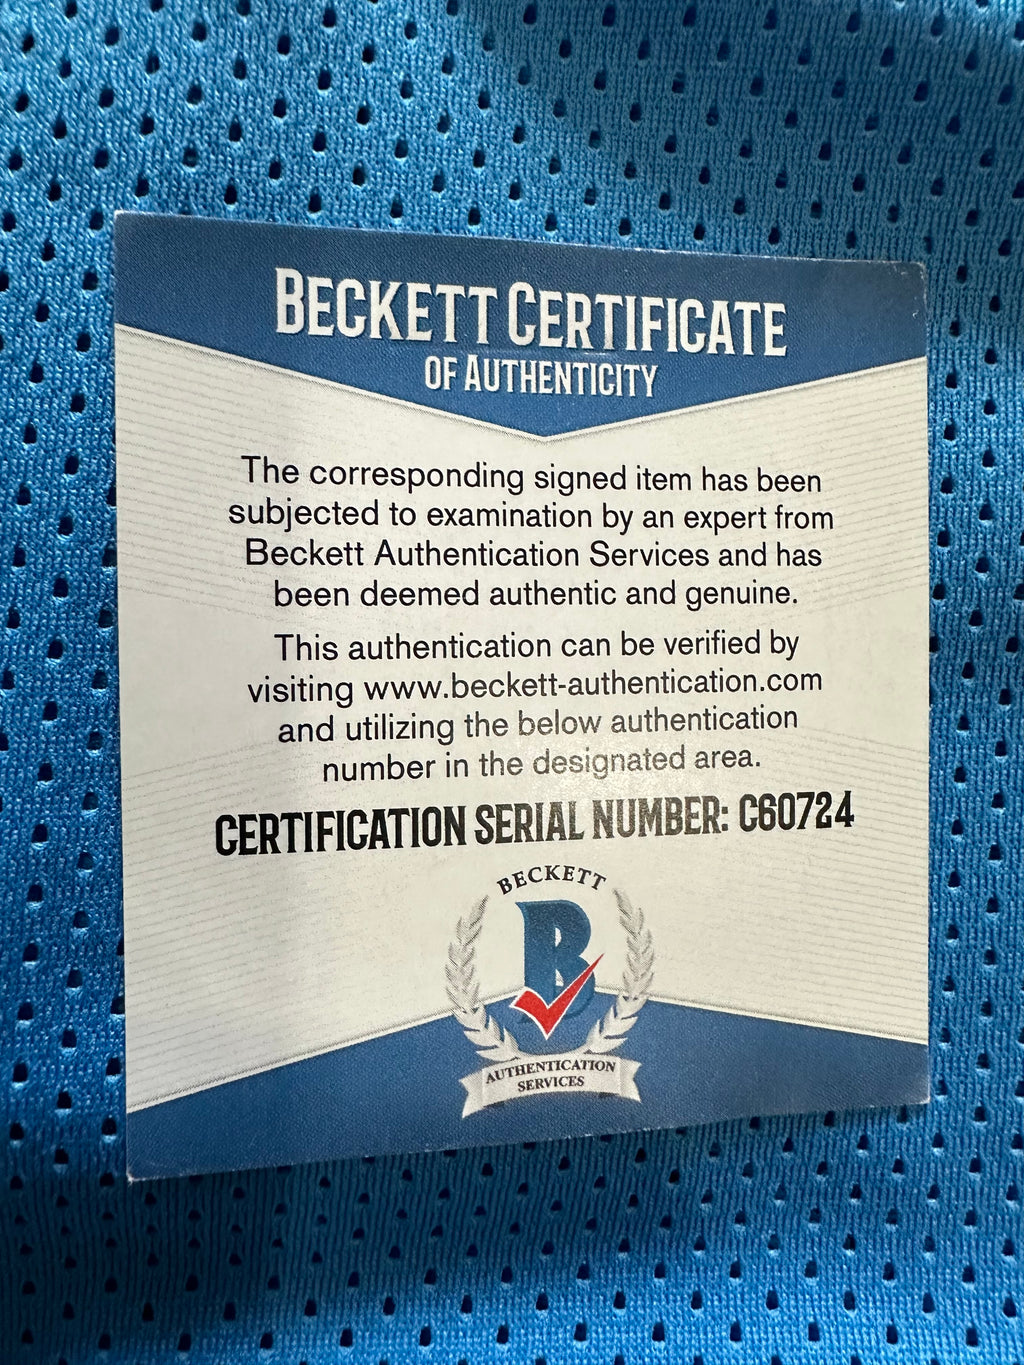 BECKETT CERTIFICATE
OF AUTHENTICITY
The corresponding signed item has been
subjected to examination by an expert from
Beckett Authentication Services and has
been deemed authentic and genuine.
This authentication can be verified by
visiting www.beckett-authentication.com
and utilizing the below authentication
number in the designated area.
CERTIFICATION SERIAL NUMBER: C60724
BECKETT
B
AUTHENTICATION
SERVICES